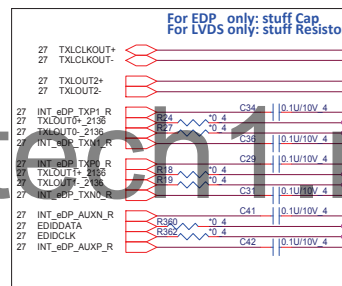 For EDP only: stuff Cap
For LVDS only: stuff Resisto
27 TXLCLKOUT+
27 TXLCLKOUT-
27 TXLOUT2+
27 TXLOUT2-
27 INT_eDP_TXP1_R C34 0.1U/10V_4
27 TXLOUT0+_2136 R24 *0_4
27 TXLOUT0-_2136 R27 *0_4
27 INT_eDP_TXN1_R C36 0.1U/10V_4
27 INT_eDP_TXP0_R C29 0.1U/10V_4
27 TXLOUT1+_2136 R18 *0_4
27 TXLOUT1-_2136 R19 *0_4
27 INT_eDP_TXN0_R C31 0.1U/10V_4
27 INT_eDP_AUXN_R C41 0.1U/10V_4
27 EDIDDATA R360 *0_4
27 EDIDCLK R362 *0_4
27 INT_eDP_AUXP_R C42 0.1U/10V_4
tech1.